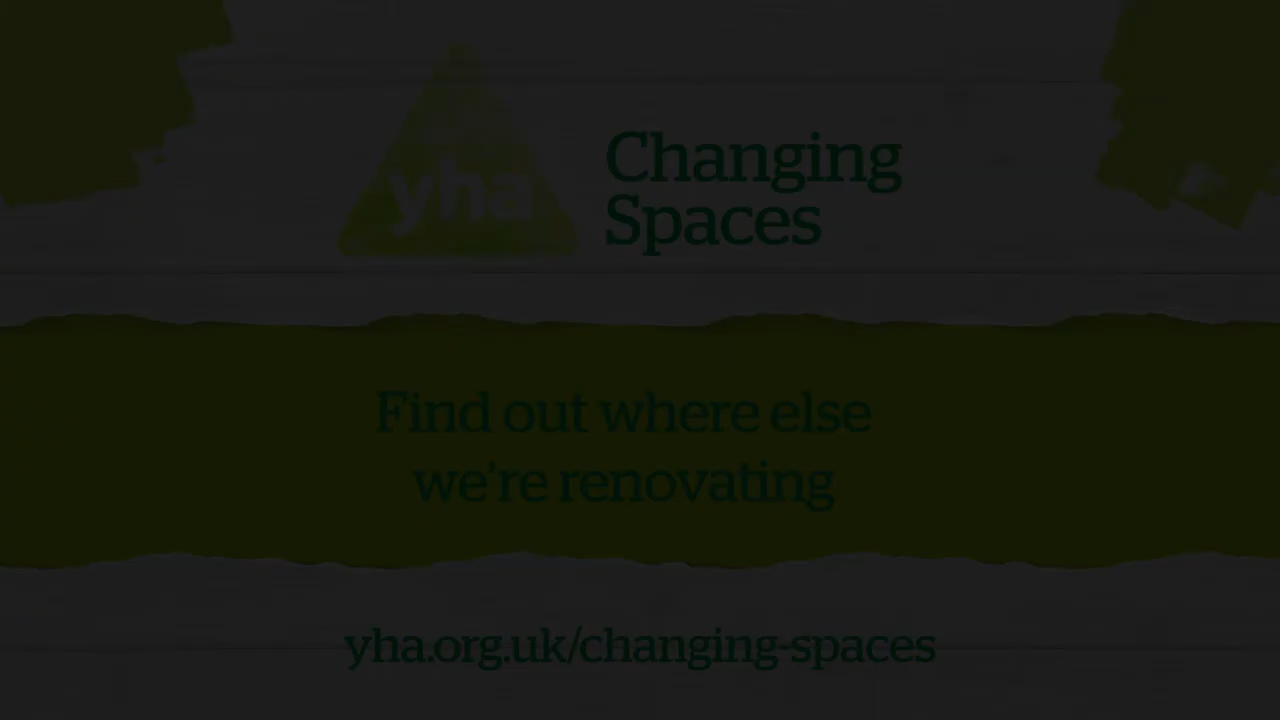 yha
Changing
Spaces
Find out where else
we're renovating
yha.org.uk/changing-spaces